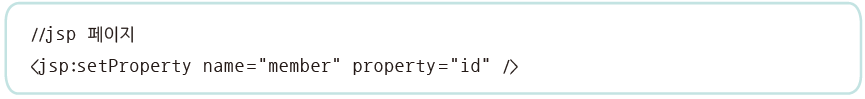 //jsp 페이지
<jsp:setProperty name="member" property="id" />